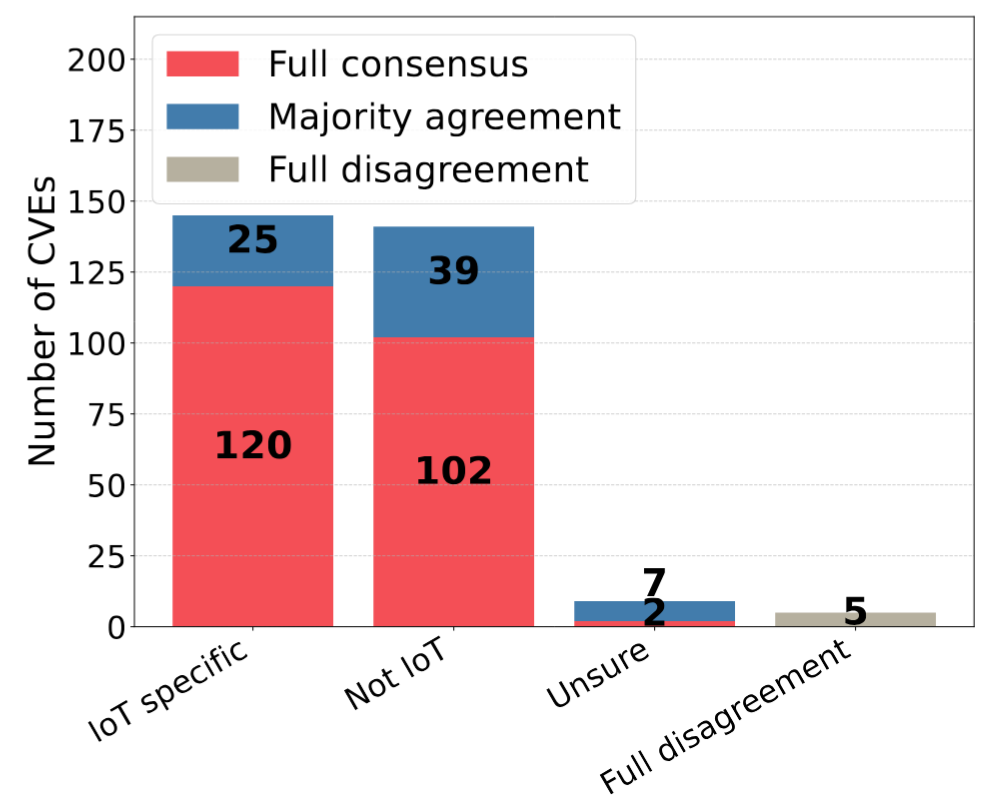 Number of CVEs
200
175
150
125
100
75
50
25
0
Full consensus
Majority agreement
Full disagreement
25
120
39
102
7
2
5
IoT specific
Not IoT
Unsure
Full disagreement